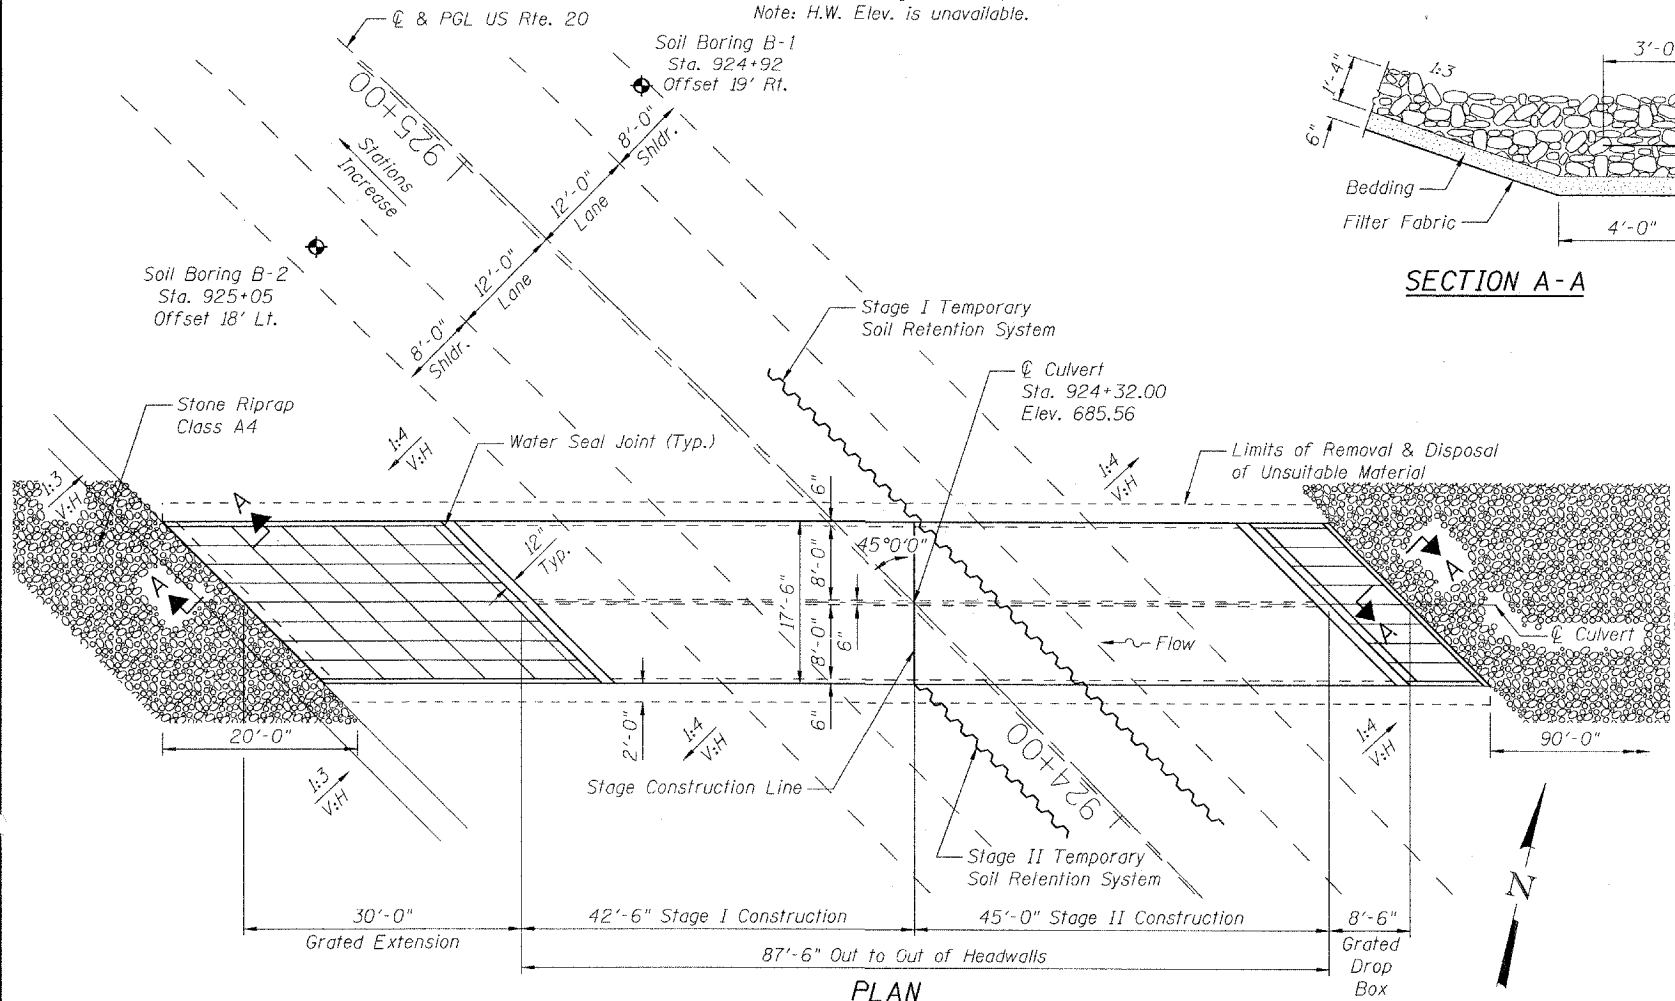 ℄ & PGL US Rte. 20
Note: H.W. Elev. is unavailable.
Soil Boring B-1
Sta. 924+92
Offset 19' Rt.
925+00
Stations
Increase
8'-0"
Shldr.
12'-0"
Lane
12'-0"
Lane
8'-0"
Shldr.
Soil Boring B-2
Sta. 925+05
Offset 18' Lt.
1'-4"
1:3
6"
3'-0
Bedding
Filter Fabric
4'-0"
SECTION A-A
Stage I Temporary
Soil Retention System
℄ Culvert
Sta. 924+32.00
Elev. 685.56
Stone Riprap
Class A4
1:4
V:H
Water Seal Joint (Typ.)
Limits of Removal & Disposal
of Unsuitable Material
1:4
V:H
1:3
V:H
A
A
12"
Typ.
6"
17'-6"
8'-0"
8'-0"
6"
6"
45°0'0"
Flow
A
A
℄ Culvert
20'-0"
1:3
V:H
2'-0"
1:4
V:H
Stage Construction Line
924+00
1:4
V:H
90'-0"
Stage II Temporary
Soil Retention System
N
30'-0"
Grated Extension
42'-6" Stage I Construction
45'-0" Stage II Construction
8'-6"
Grated
Drop
Box
87'-6" Out to Out of Headwalls
PLAN